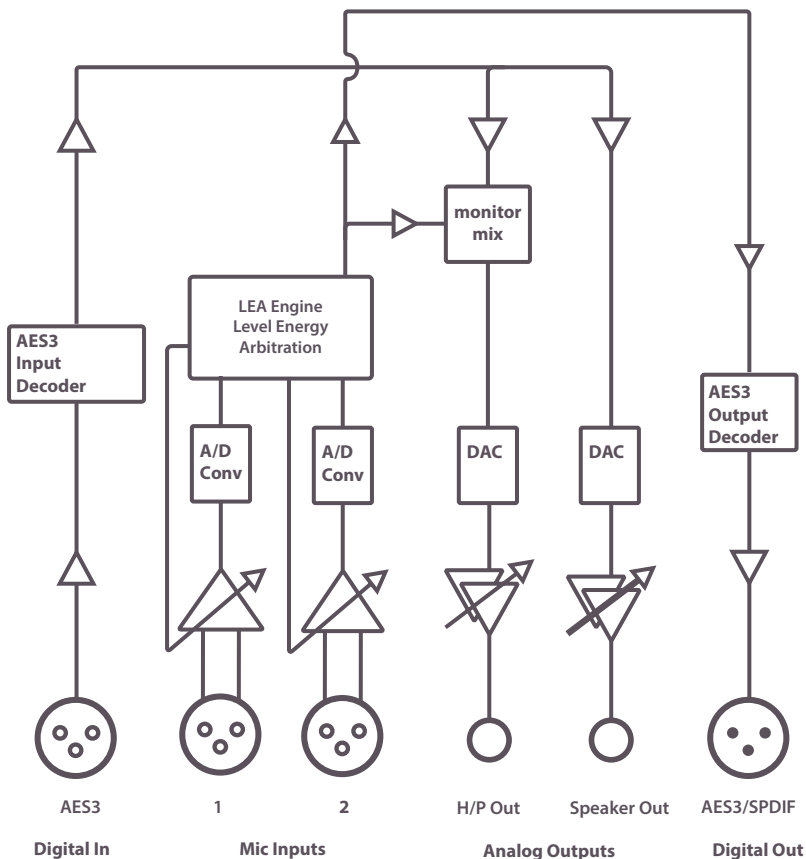 monitor
mix
LEA Engine
Level Energy
Arbitration
AES3
Input
Decoder
AES3
Output
Decoder
A/D
Conv
A/D
Conv
DAC
DAC
AES3
1
2
H/P Out
Speaker Out
AES3/SPDIF
Digital In
Mic Inputs
Analog Outputs
Digital Out